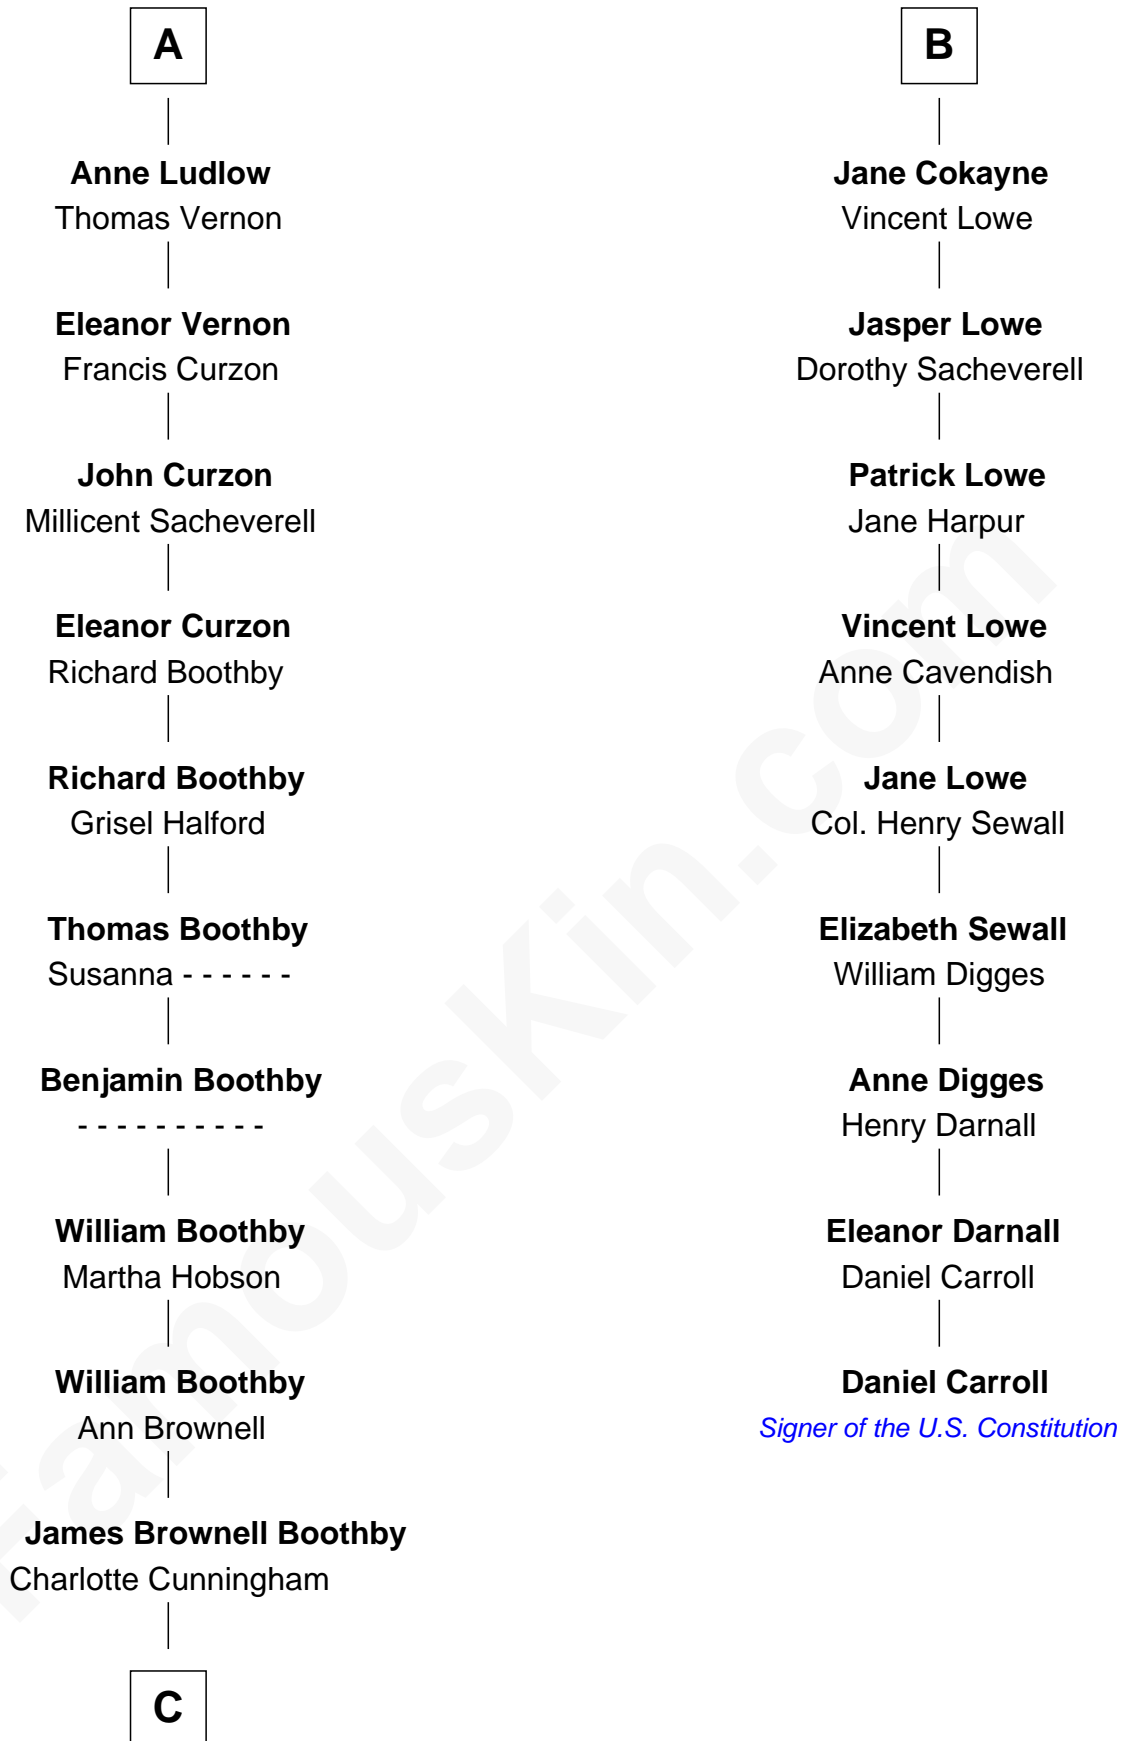 A
Anne Ludlow
Thomas Vernon
Eleanor Vernon
Francis Curzon
John Curzon
Millicent Sacheverell
Eleanor Curzon
Richard Boothby
Richard Boothby
Grisel Halford
Thomas Boothby
Susanna - - - - - -
Benjamin Boothby
- - - - - - - - - -
William Boothby
Martha Hobson
William Boothby
Ann Brownell
James Brownell Boothby
Charlotte Cunningham
C
B
Jane Cokayne
Vincent Lowe
Jasper Lowe
Dorothy Sacheverell
Patrick Lowe
Jane Harpur
Vincent Lowe
Anne Cavendish
Jane Lowe
Col. Henry Sewall
Elizabeth Sewall
William Digges
Anne Digges
Henry Darnall
Eleanor Darnall
Daniel Carroll
Daniel Carroll
Signer of the U.S. Constitution
FamousKin.com